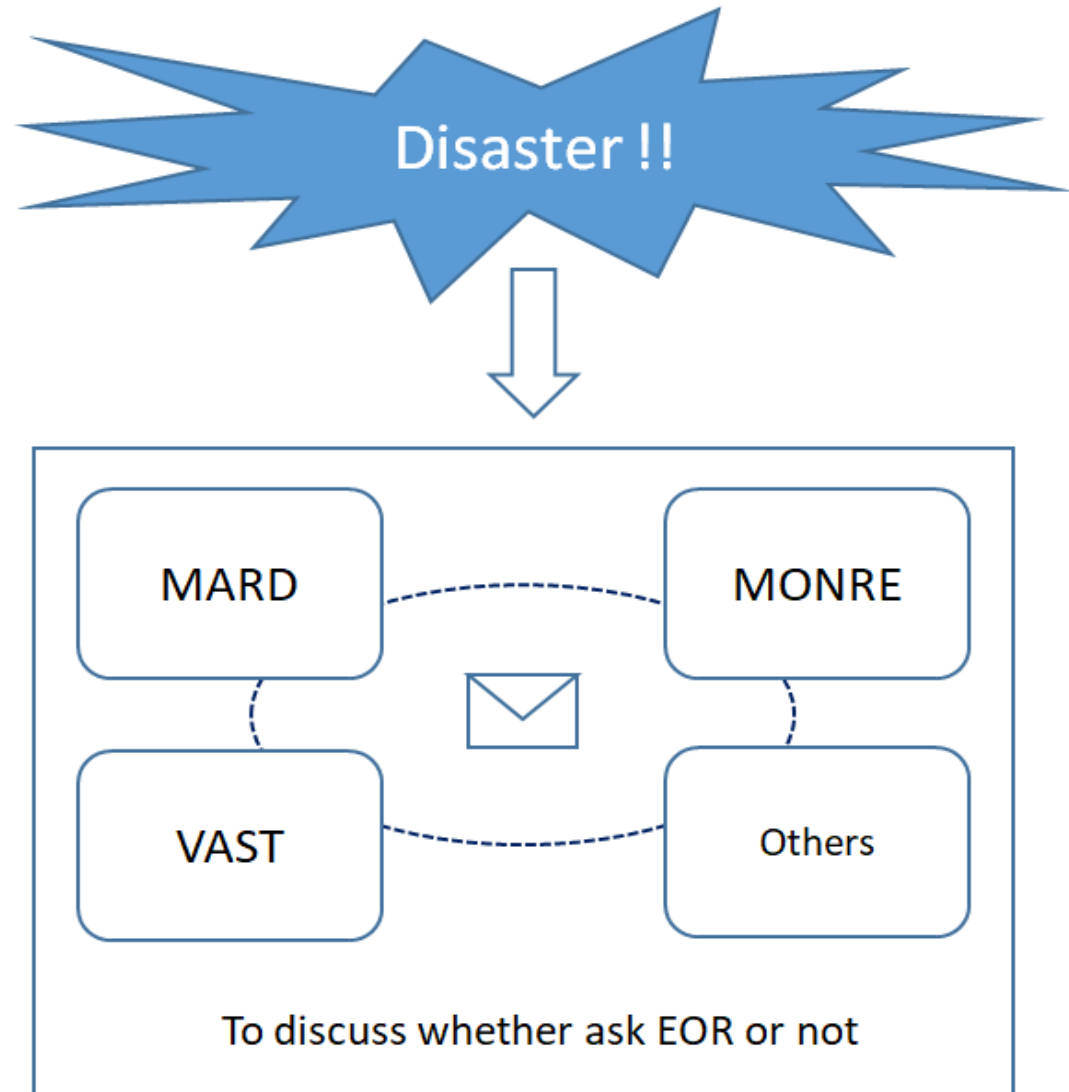 Disaster !!
MARD
MONRE
VAST
Others
To discuss whether ask EOR or not